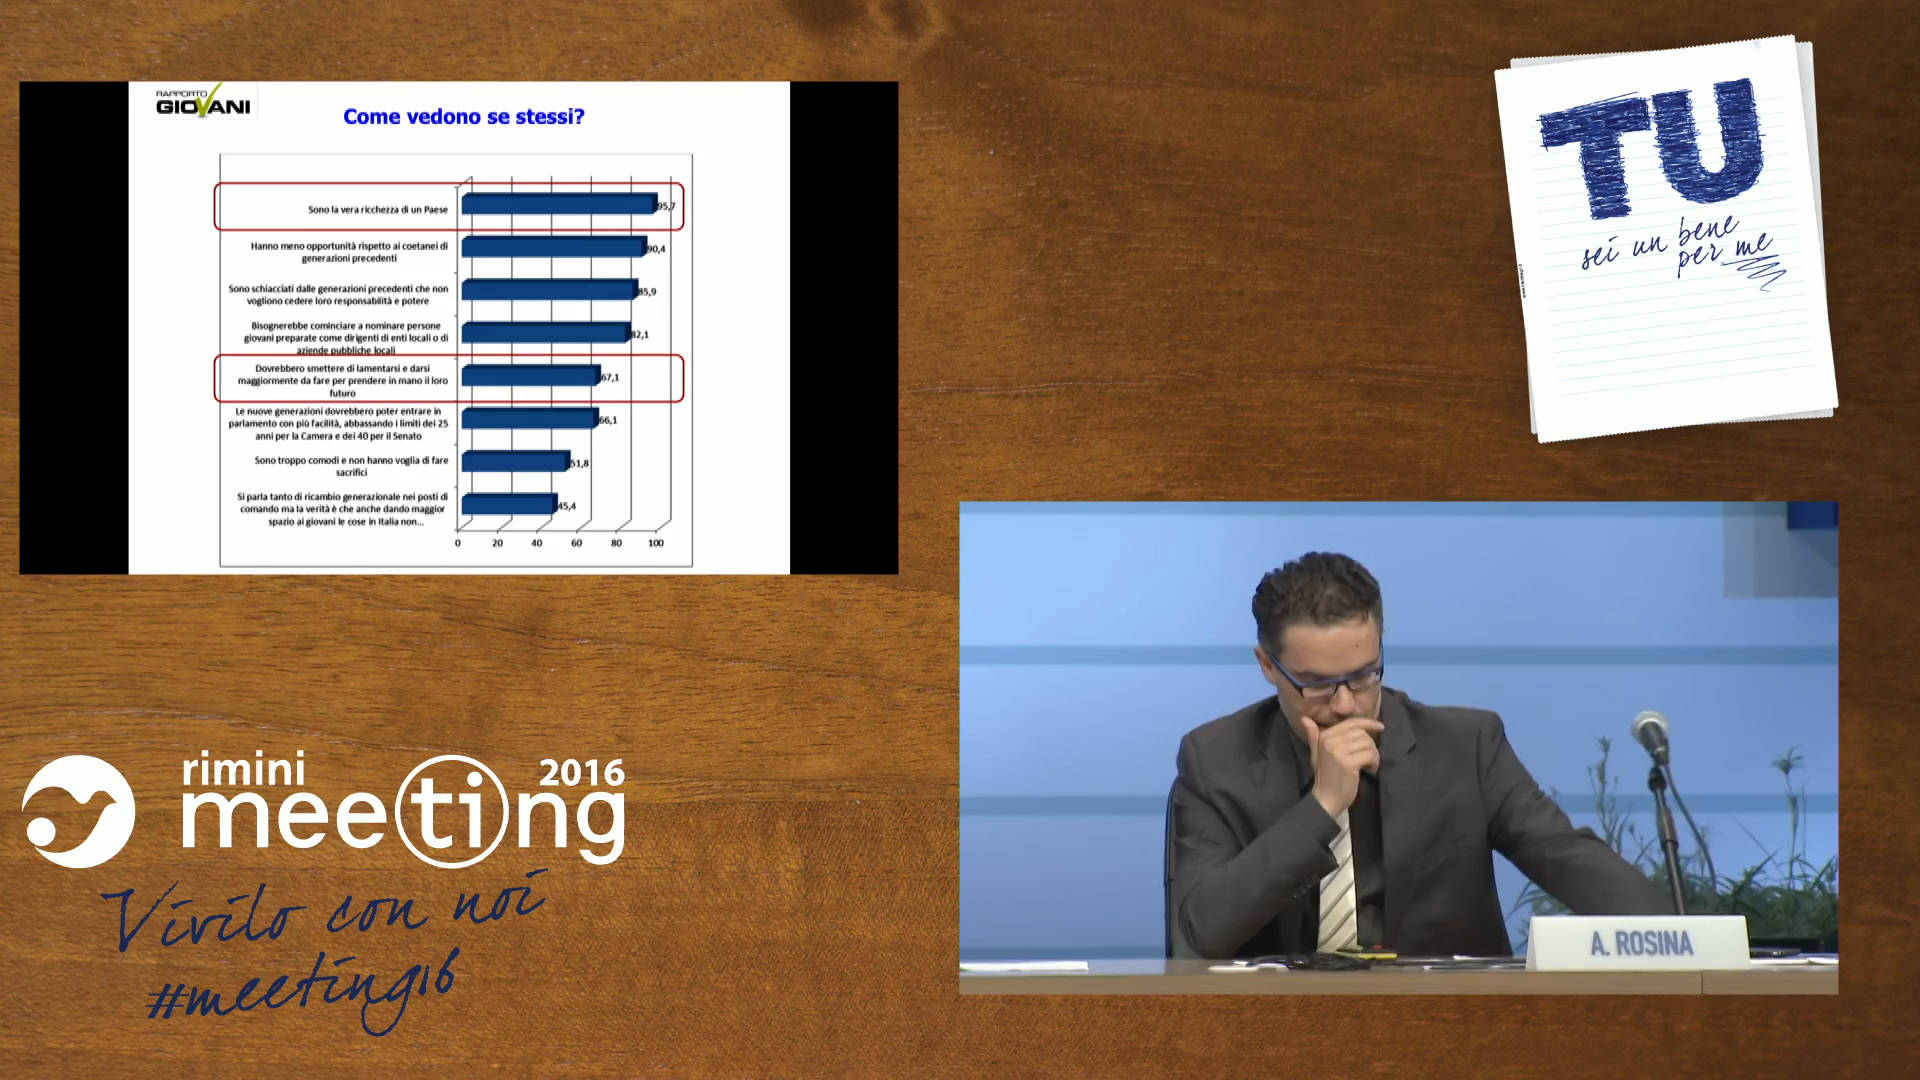 RAPPORTO
GIOVANI
Come vedono se stessi?
Sono la vera ricchezza di un Paese
95,7
Hanno meno opportunità rispetto ai coetanei di
generazioni precedenti
90,4
Sono schiacciati dalle generazioni precedenti che non
vogliono cedere loro responsabilità e potere
85,9
Bisognerebbe cominciare a nominare persone
giovani preparate come dirigenti di enti locali o di
aziende pubbliche locali
82,1
Dovrebbero smettere di lamentarsi e darsi
maggiormente da fare per prendere in mano il loro
futuro
67,1
Le nuove generazioni dovrebbero poter entrare in
parlamento con più facilità, abbassando i limiti dei 25
anni per la Camera e dei 40 per il Senato
66,1
Sono troppo comodi e non hanno voglia di fare
sacrifici
51,8
Si parla tanto di ricambio generazionale nei posti di
comando ma la verità è che anche dando maggior
spazio ai giovani le cose in Italia non...
45,4
0 20 40 60 80 100
TU
sei un bene
per me
rimini 2016
meeting
Vivilo con noi
#meeting16
A. ROSINA